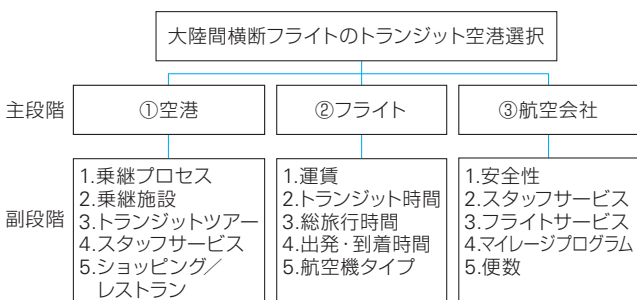 大陸間横断フライトのトランジット空港選択
主段階
①空港
②フライト
③航空会社
副段階
1.乗継プロセス
2.乗継施設
3.トランジットツアー
4.スタッフサービス
5.ショッピング／
レストラン
1.運賃
2.トランジット時間
3.総旅行時間
4.出発・到着時間
5.航空機タイプ
1.安全性
2.スタッフサービス
3.フライトサービス
4.マイレージプログラム
5.便数